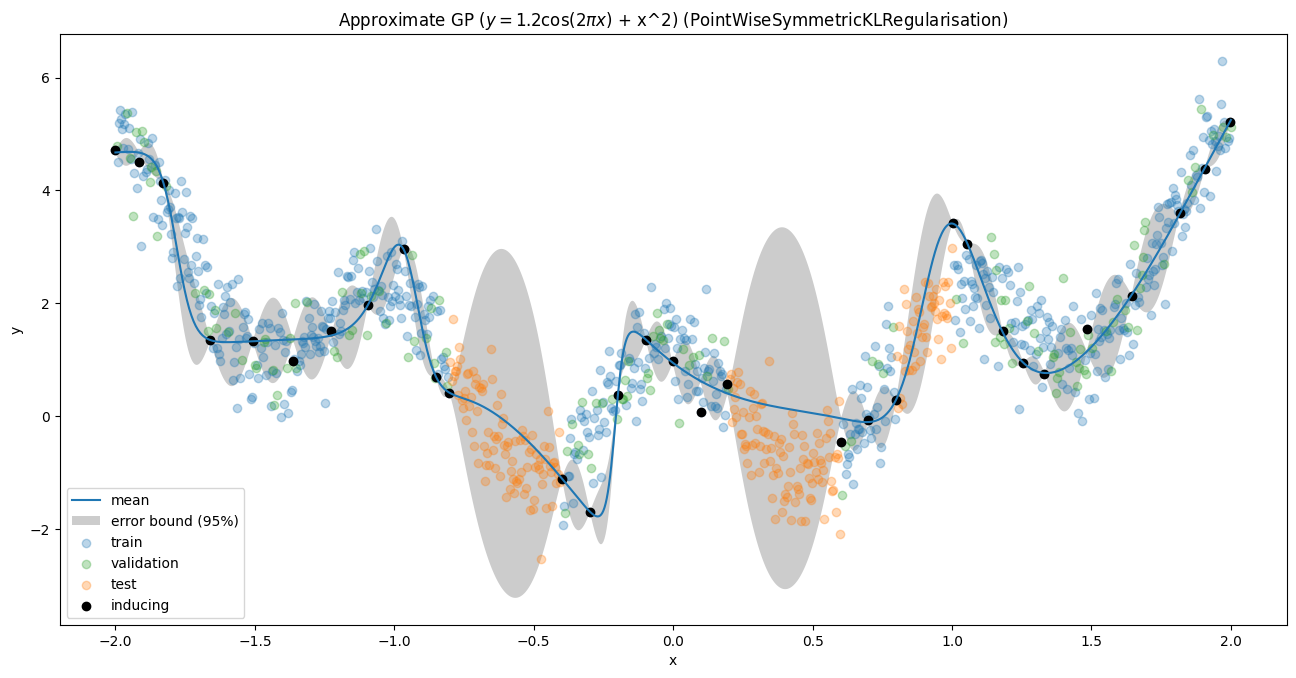 Approximate GP (y = 1.2cos(2πx) + x^2) (PointWiseSymmetricKLRegularisation)
6
4
2
0
−2
y
mean
error bound (95%)
train
validation
test
inducing
−2.0 −1.5 −1.0 −0.5 0.0 0.5 1.0 1.5 2.0
x